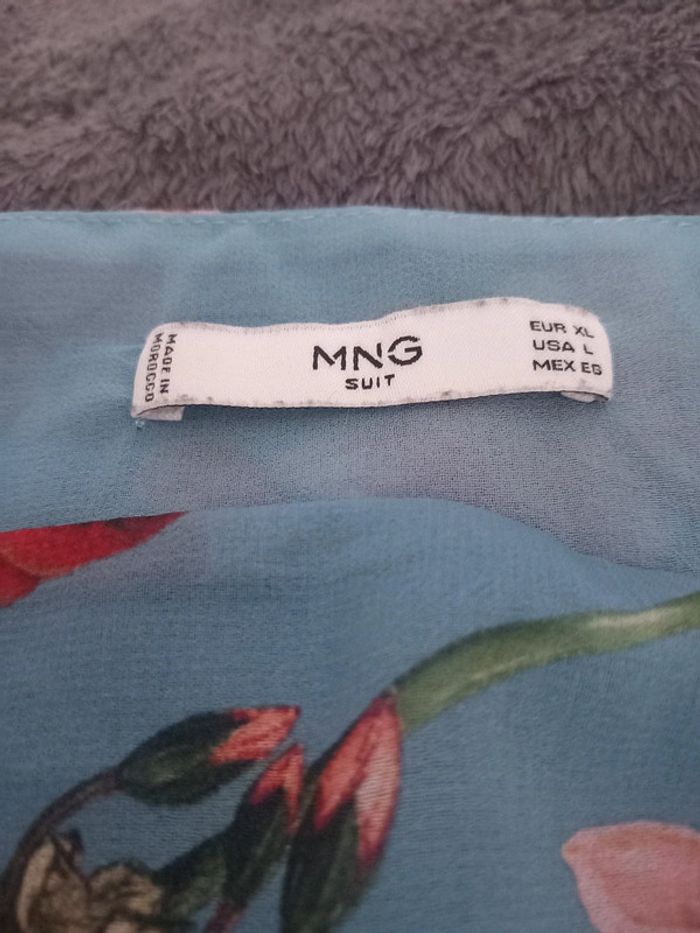 MADE IN
MOROCCO
MNG
SUIT
EUR XL
USA L
MEX EG